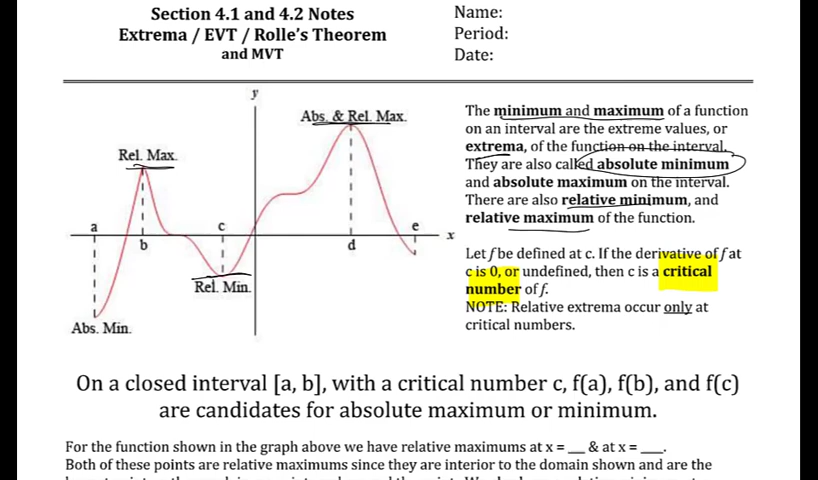 Section 4.1 and 4.2 Notes
Extrema / EVT / Rolle's Theorem
and MVT
Name:
Period:
Date:
y
Abs. & Rel. Max.
Rel. Max.
a
b
c
d
e
x
Rel. Min.
Abs. Min.
The minimum and maximum of a function
on an interval are the extreme values, or
extrema, of the function on the interval.
They are also called absolute minimum
and absolute maximum on the interval.
There are also relative minimum, and
relative maximum of the function.
Let f be defined at c. If the derivative of f at
c is 0, or undefined, then c is a critical
number of f.
NOTE: Relative extrema occur only at
critical numbers.
On a closed interval [a, b], with a critical number c, f(a), f(b), and f(c)
are candidates for absolute maximum or minimum.
For the function shown in the graph above we have relative maximums at x = __ & at x = ___.
Both of these points are relative maximums since they are interior to the domain shown and are the